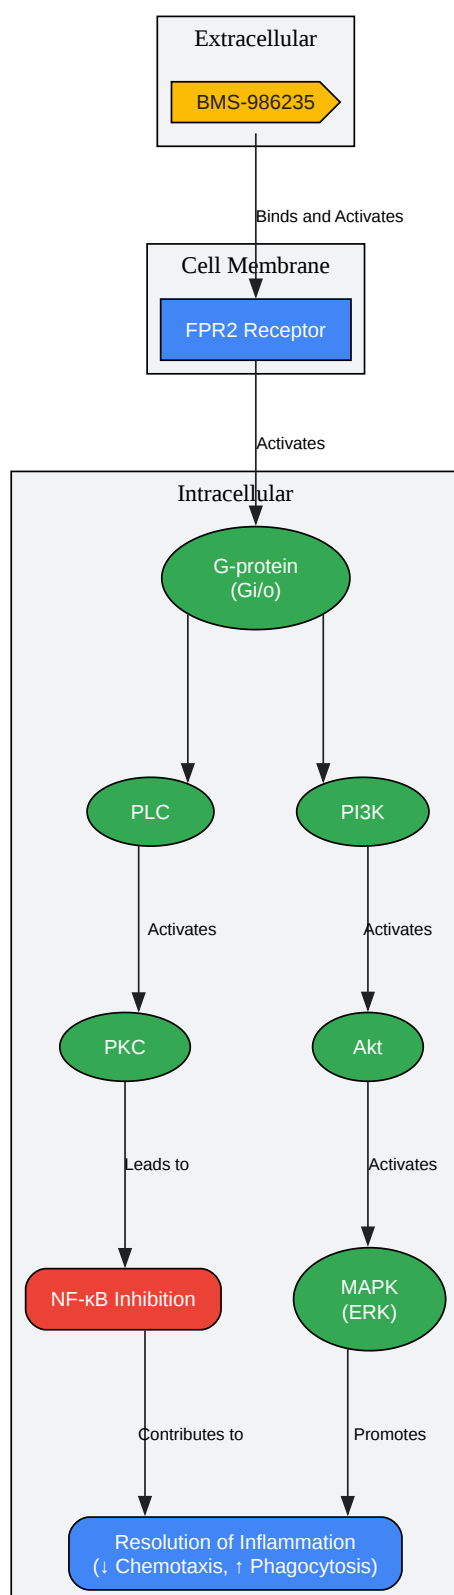 Extracellular
BMS-986235
Binds and Activates
Cell Membrane
FPR2 Receptor
Activates
Intracellular
G-protein
(Gi/o)
PLC
PI3K
Activates
Activates
PKC
Akt
Leads to
Activates
NF-κB Inhibition
MAPK
(ERK)
Contributes to
Promotes
Resolution of Inflammation
(↓ Chemotaxis, ↑ Phagocytosis)